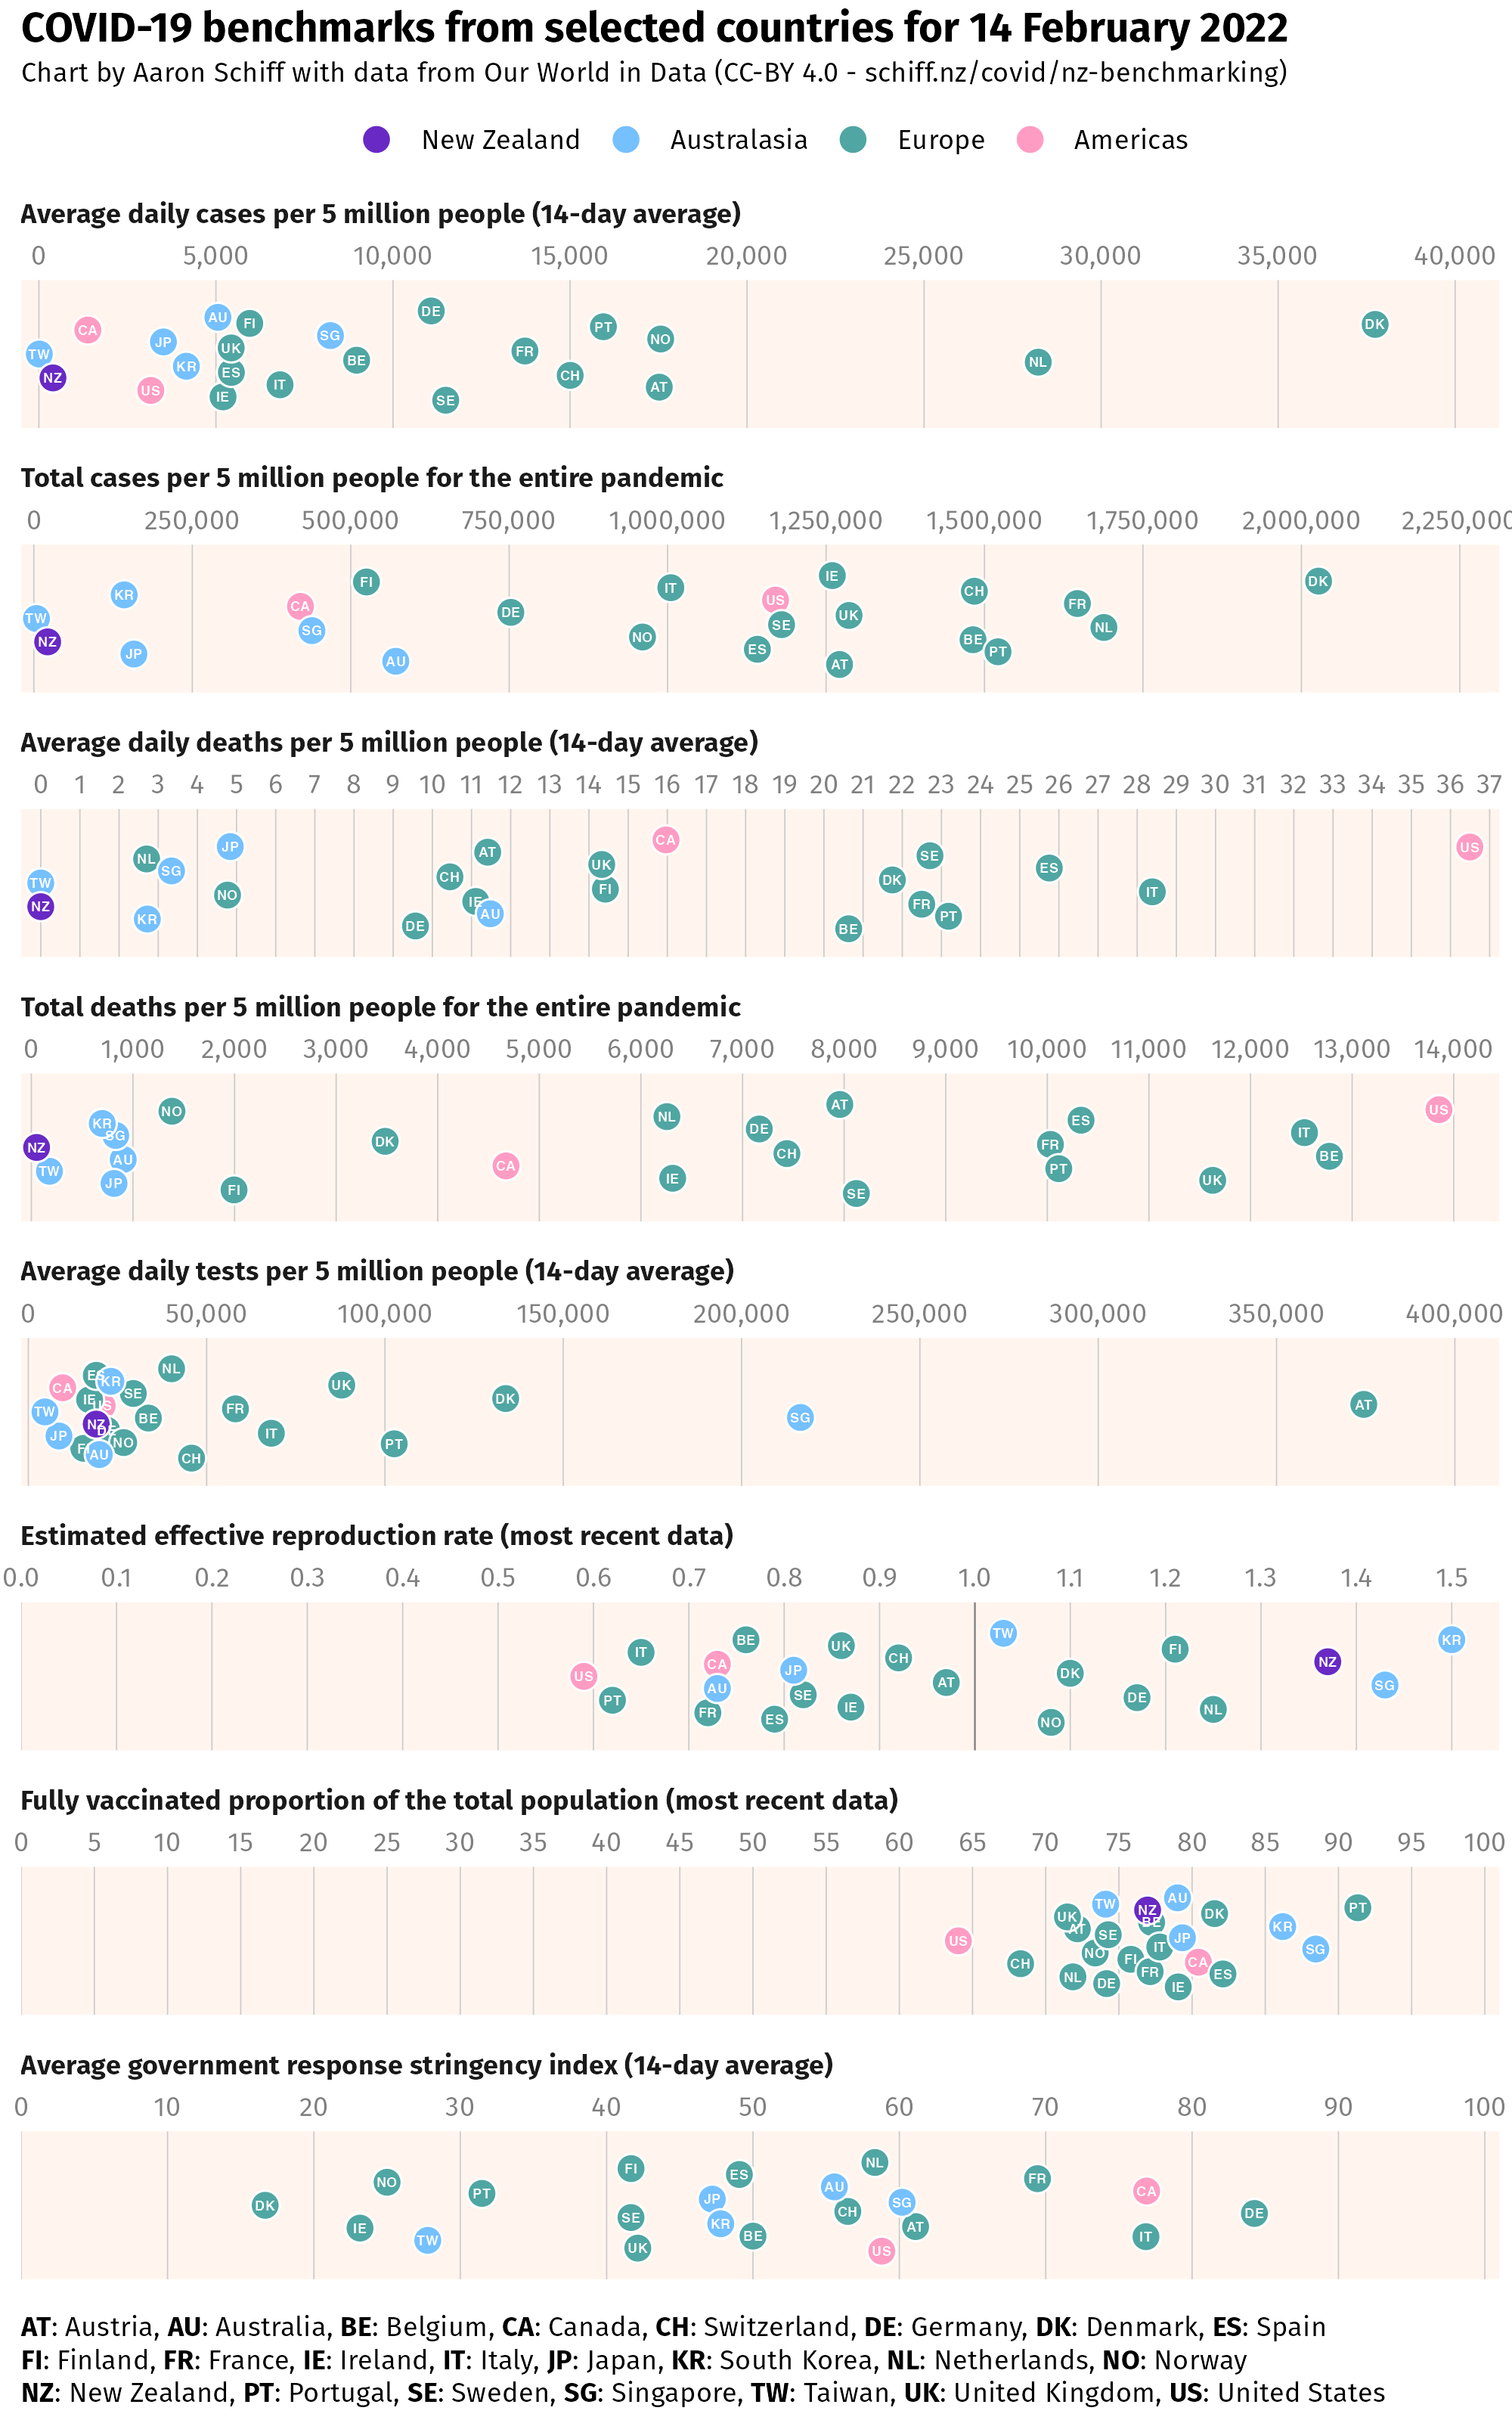 COVID-19 benchmarks from selected countries for 14 February 2022
Chart by Aaron Schiff with data from Our World in Data (CC-BY 4.0 - schiff.nz/covid/nz-benchmarking)
New Zealand Australasia Europe Americas
Average daily cases per 5 million people (14-day average)
0 5,000 10,000 15,000 20,000 25,000 30,000 35,000 40,000
DE
AU FI DK
CA PT
SG NO
JP
UK
TW FR
BE NL
KR
ES CH
NZ
IT AT
US
IE SE
Total cases per 5 million people for the entire pandemic
0 250,000 500,000 750,000 1,000,000 1,250,000 1,500,000 1,750,000 2,000,000 2,250,000
IE
FI DK
IT
KR CH
US
CA FR
DE
TW UK
SE NL
SG
NO BE
NZ
ES PT
JP
AU AT
Average daily deaths per 5 million people (14-day average)
0 1 2 3 4 5 6 7 8 9 10 11 12 13 14 15 16 17 18 19 20 21 22 23 24 25 26 27 28 29 30 31 32 33 34 35 36 37
CA
JP US
AT SE
NL UK
SG ES
CH DK
TW FI IT
NO
IE FR
NZ
AU PT
KR
DE BE
Total deaths per 5 million people for the entire pandemic
0 1,000 2,000 3,000 4,000 5,000 6,000 7,000 8,000 9,000 10,000 11,000 12,000 13,000 14,000
AT
NO US
NL ES
KR
DE IT
SG
DK FR
NZ
CH BE
AU
CA PT
TW
IE UK
JP
FI SE
Average daily tests per 5 million people (14-day average)
0 50,000 100,000 150,000 200,000 250,000 300,000 350,000 400,000
NL
ES KR
CA UK
SE
IE DK
US AT
TW FR
BE SG
NZ
DE IT
JP
NO PT
FI
AU CH
Estimated effective reproduction rate (most recent data)
0.0 0.1 0.2 0.3 0.4 0.5 0.6 0.7 0.8 0.9 1.0 1.1 1.2 1.3 1.4 1.5
TW
BE KR
UK FI
IT
CH
CA NZ
JP DK
US
AT SG
AU
SE DE
PT
IE NL
FR
ES NO
Fully vaccinated proportion of the total population (most recent data)
0 5 10 15 20 25 30 35 40 45 50 55 60 65 70 75 80 85 90 95 100
AU
TW PT
NZ DK
UK
BE KR
AT
SE JP
US
IT SG
NO
FI CA
CH
FR ES
NL
DE IE
Average government response stringency index (14-day average)
0 10 20 30 40 50 60 70 80 90 100
NL
FI ES
NO FR
AU
PT CA
JP
DK SG
CH DE
SE
KR
IE AT
BE IT
TW
UK US
AT: Austria, AU: Australia, BE: Belgium, CA: Canada, CH: Switzerland, DE: Germany, DK: Denmark, ES: Spain
FI: Finland, FR: France, IE: Ireland, IT: Italy, JP: Japan, KR: South Korea, NL: Netherlands, NO: Norway
NZ: New Zealand, PT: Portugal, SE: Sweden, SG: Singapore, TW: Taiwan, UK: United Kingdom, US: United States